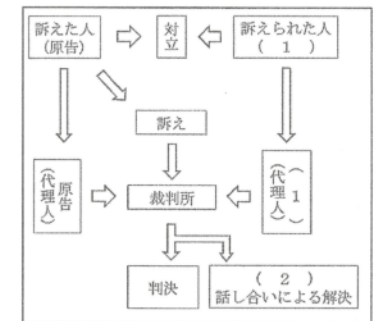 訴えた人
(原告)
対立
訴えられた人
( 1 )
訴え
原告
(代理人)
裁判所
( 1 )
(代理人)
判決
( 2 )
話し合いによる解決